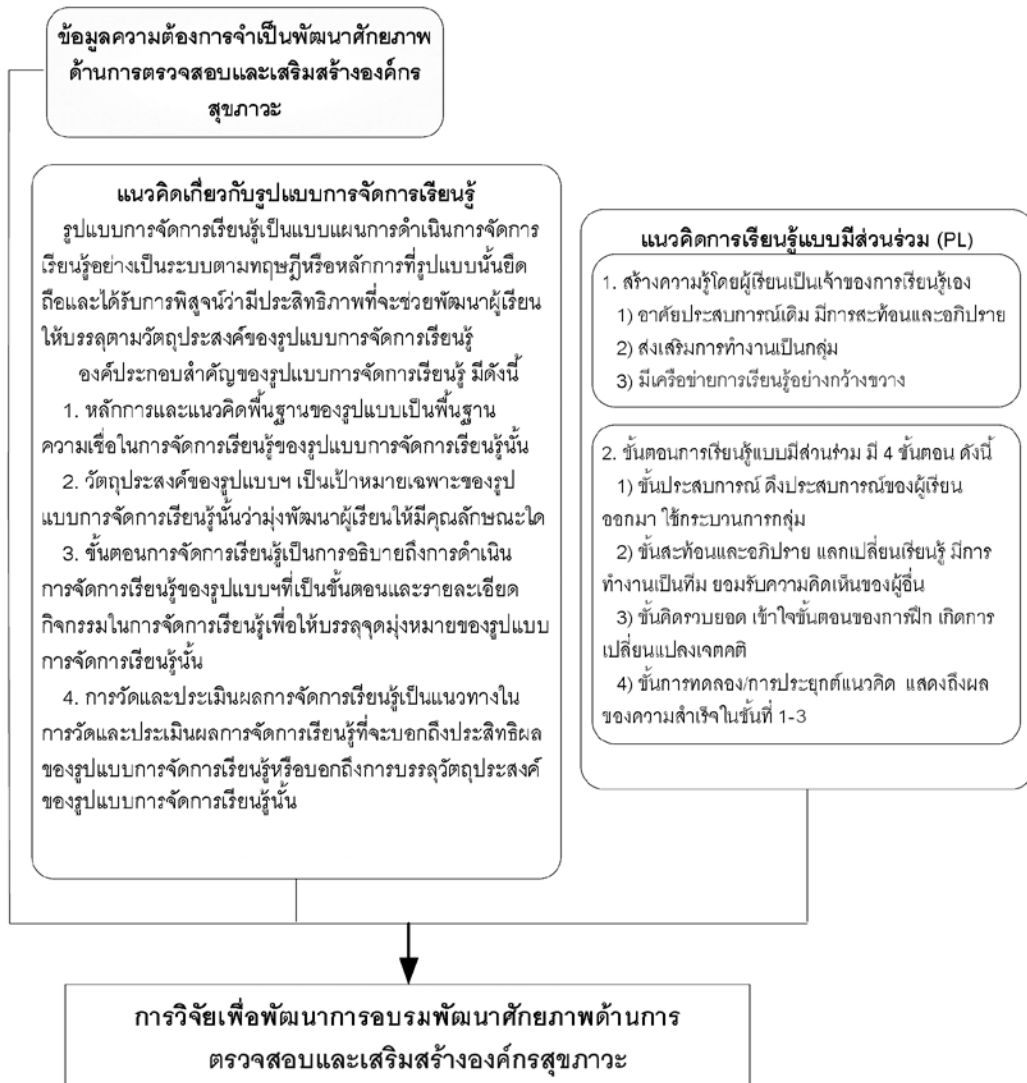 ข้อมูลความต้องการจำเป็นพัฒนาศักยภาพ
ด้านการตรวจสอบและเสริมสร้างองค์กร
สุขภาวะ
แนวคิดเกี่ยวกับรูปแบบการจัดการเรียนรู้
รูปแบบการจัดการเรียนรู้เป็นแบบแผนการดำเนินการจัดการ
เรียนรู้อย่างเป็นระบบตามทฤษฎีหรือหลักการที่รูปแบบนั้นยึด
ถือและได้รับการพิสูจน์ว่ามีประสิทธิภาพที่จะช่วยพัฒนาผู้เรียน
ให้บรรลุตามวัตถุประสงค์ของรูปแบบการจัดการเรียนรู้
องค์ประกอบสำคัญของรูปแบบการจัดการเรียนรู้ มีดังนี้
1. หลักการและแนวคิดพื้นฐานของรูปแบบเป็นพื้นฐาน
ความเชื่อในการจัดการเรียนรู้ของรูปแบบการจัดการเรียนรู้นั้น
2. วัตถุประสงค์ของรูปแบบฯ เป็นเป้าหมายเฉพาะของรูป
แบบการจัดการเรียนรู้นั้นว่ามุ่งพัฒนาผู้เรียนให้มีคุณลักษณะใด
3. ขั้นตอนการจัดการเรียนรู้เป็นการอธิบายถึงการดำเนิน
การจัดการเรียนรู้ของรูปแบบฯที่เป็นขั้นตอนและรายละเอียด
กิจกรรมในการจัดการเรียนรู้เพื่อให้บรรลุจุดมุ่งหมายของรูปแบบ
การจัดการเรียนรู้นั้น
4. การวัดและประเมินผลการจัดการเรียนรู้เป็นแนวทางใน
การวัดและประเมินผลการจัดการเรียนรู้ที่จะบอกถึงประสิทธิผล
ของรูปแบบการจัดการเรียนรู้หรือบอกถึงการบรรลุวัตถุประสงค์
ของรูปแบบการจัดการเรียนรู้นั้น
แนวคิดการเรียนรู้แบบมีส่วนร่วม (PL)
1. สร้างความรู้โดยผู้เรียนเป็นเจ้าของการเรียนรู้เอง
1) อาศัยประสบการณ์เดิม มีการสะท้อนและอภิปราย
2) ส่งเสริมการทำงานเป็นกลุ่ม
3) มีเครือข่ายการเรียนรู้อย่างกว้างขวาง
2. ขั้นตอนการเรียนรู้แบบมีส่วนร่วม มี 4 ขั้นตอน ดังนี้
1) ขั้นประสบการณ์ ดึงประสบการณ์ของผู้เรียน
ออกมา ใช้กระบวนการกลุ่ม
2) ขั้นสะท้อนและอภิปราย แลกเปลี่ยนเรียนรู้ มีการ
ทำงานเป็นทีม ยอมรับความคิดเห็นของผู้อื่น
3) ขั้นคิดรวบยอด เข้าใจขั้นตอนของการฝึก เกิดการ
เปลี่ยนแปลงเจตคติ
4) ขั้นการทดลอง/การประยุกต์แนวคิด แสดงถึงผล
ของความสำเร็จในขั้นที่ 1-3
การวิจัยเพื่อพัฒนาการอบรมพัฒนาศักยภาพด้านการ
ตรวจสอบและเสริมสร้างองค์กรสุขภาวะ